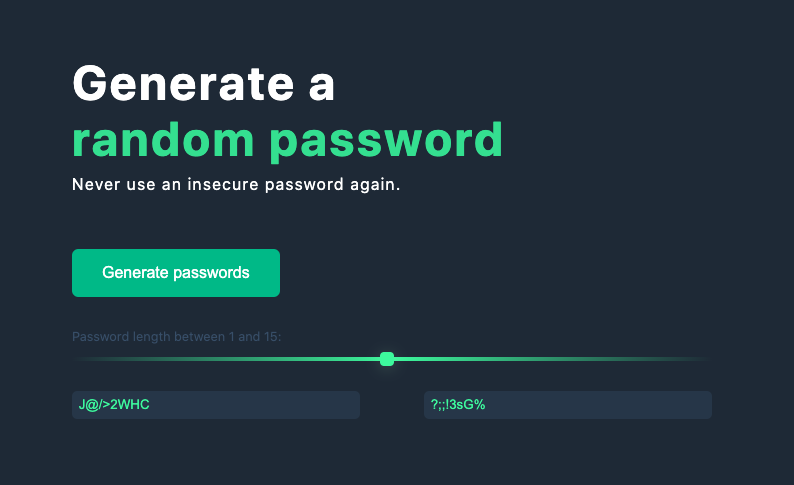 Generate a
random password
Never use an insecure password again.
Generate passwords
Password length between 1 and 15:
J@/>2WHC
?;;!3sG%